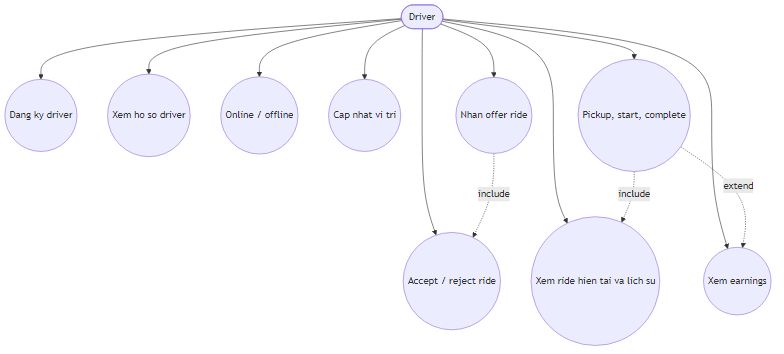 Driver
Dang ky driver
Xem ho so driver
Online / offline
Cap nhat vi tri
Nhan offer ride
Pickup, start, complete
include
include
extend
Accept / reject ride
Xem ride hien tai va lich su
Xem earnings